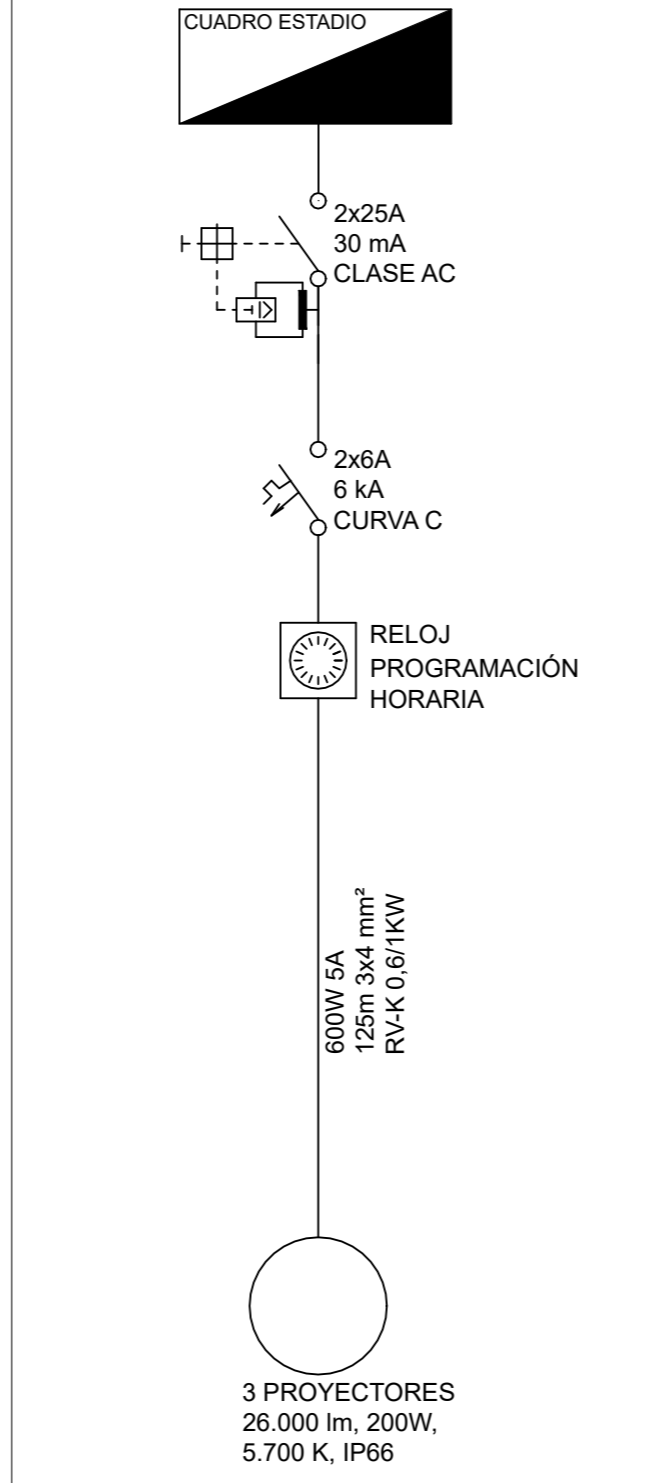 CUADRO ESTADIO
2x25A
30 mA
CLASE AC
2x6A
6 kA
CURVA C
RELOJ
PROGRAMACIÓN
HORARIA
600W 5A
125m 3x4 mm²
RV-K 0,6/1KW
3 PROYECTORES
26.000 lm, 200W,
5.700 K, IP66